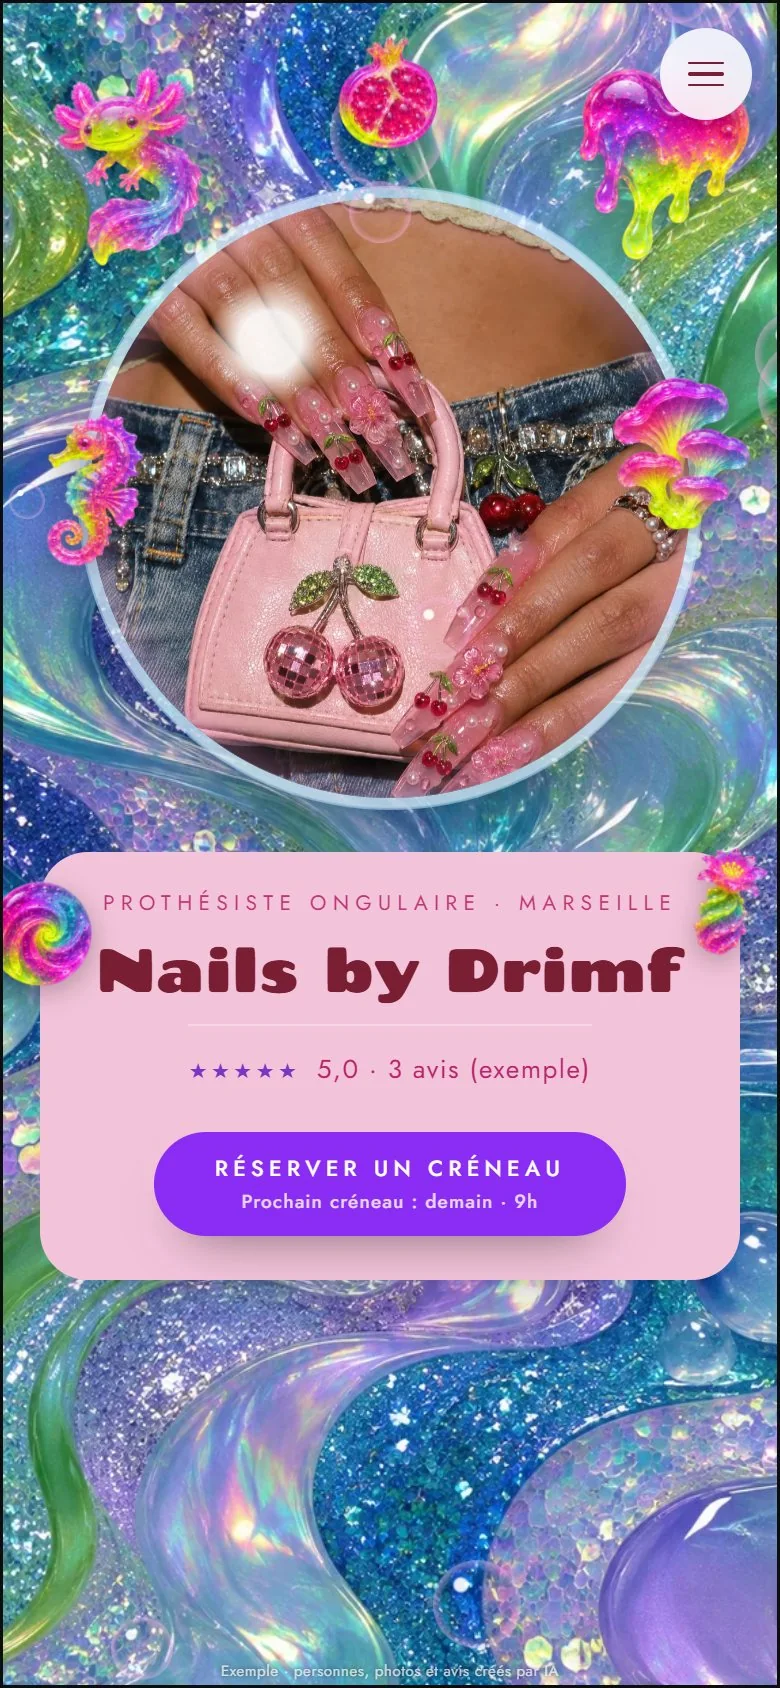 PROTHÉSISTE ONGULAIRE · MARSEILLE
Nails by Drimf
★★★★★ 5,0 · 3 avis (exemple)
RÉSERVER UN CRÉNEAU
Prochain créneau : demain · 9h
Exemple · personnes, photos et avis créés par IA